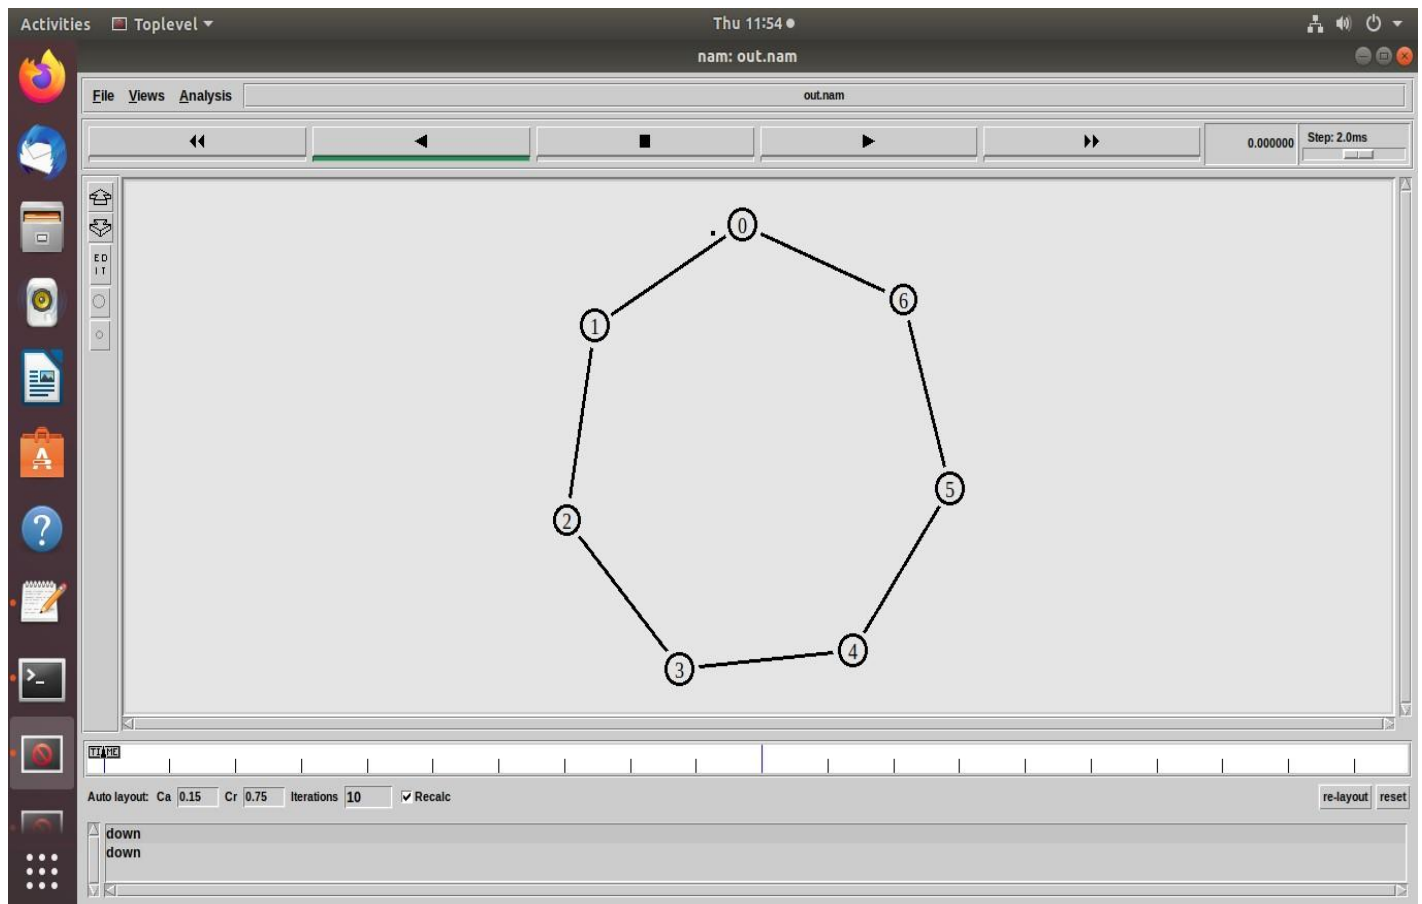 Activities Toplevel Thu 11:54
nam: out.nam
File Views Analysis out.nam
0.000000 Step: 2.0ms
ED
IT
0
6
1
5
2
4
3
TIME
Auto layout: Ca 0.15 Cr 0.75 Iterations 10 Recalc re-layout reset
down
down